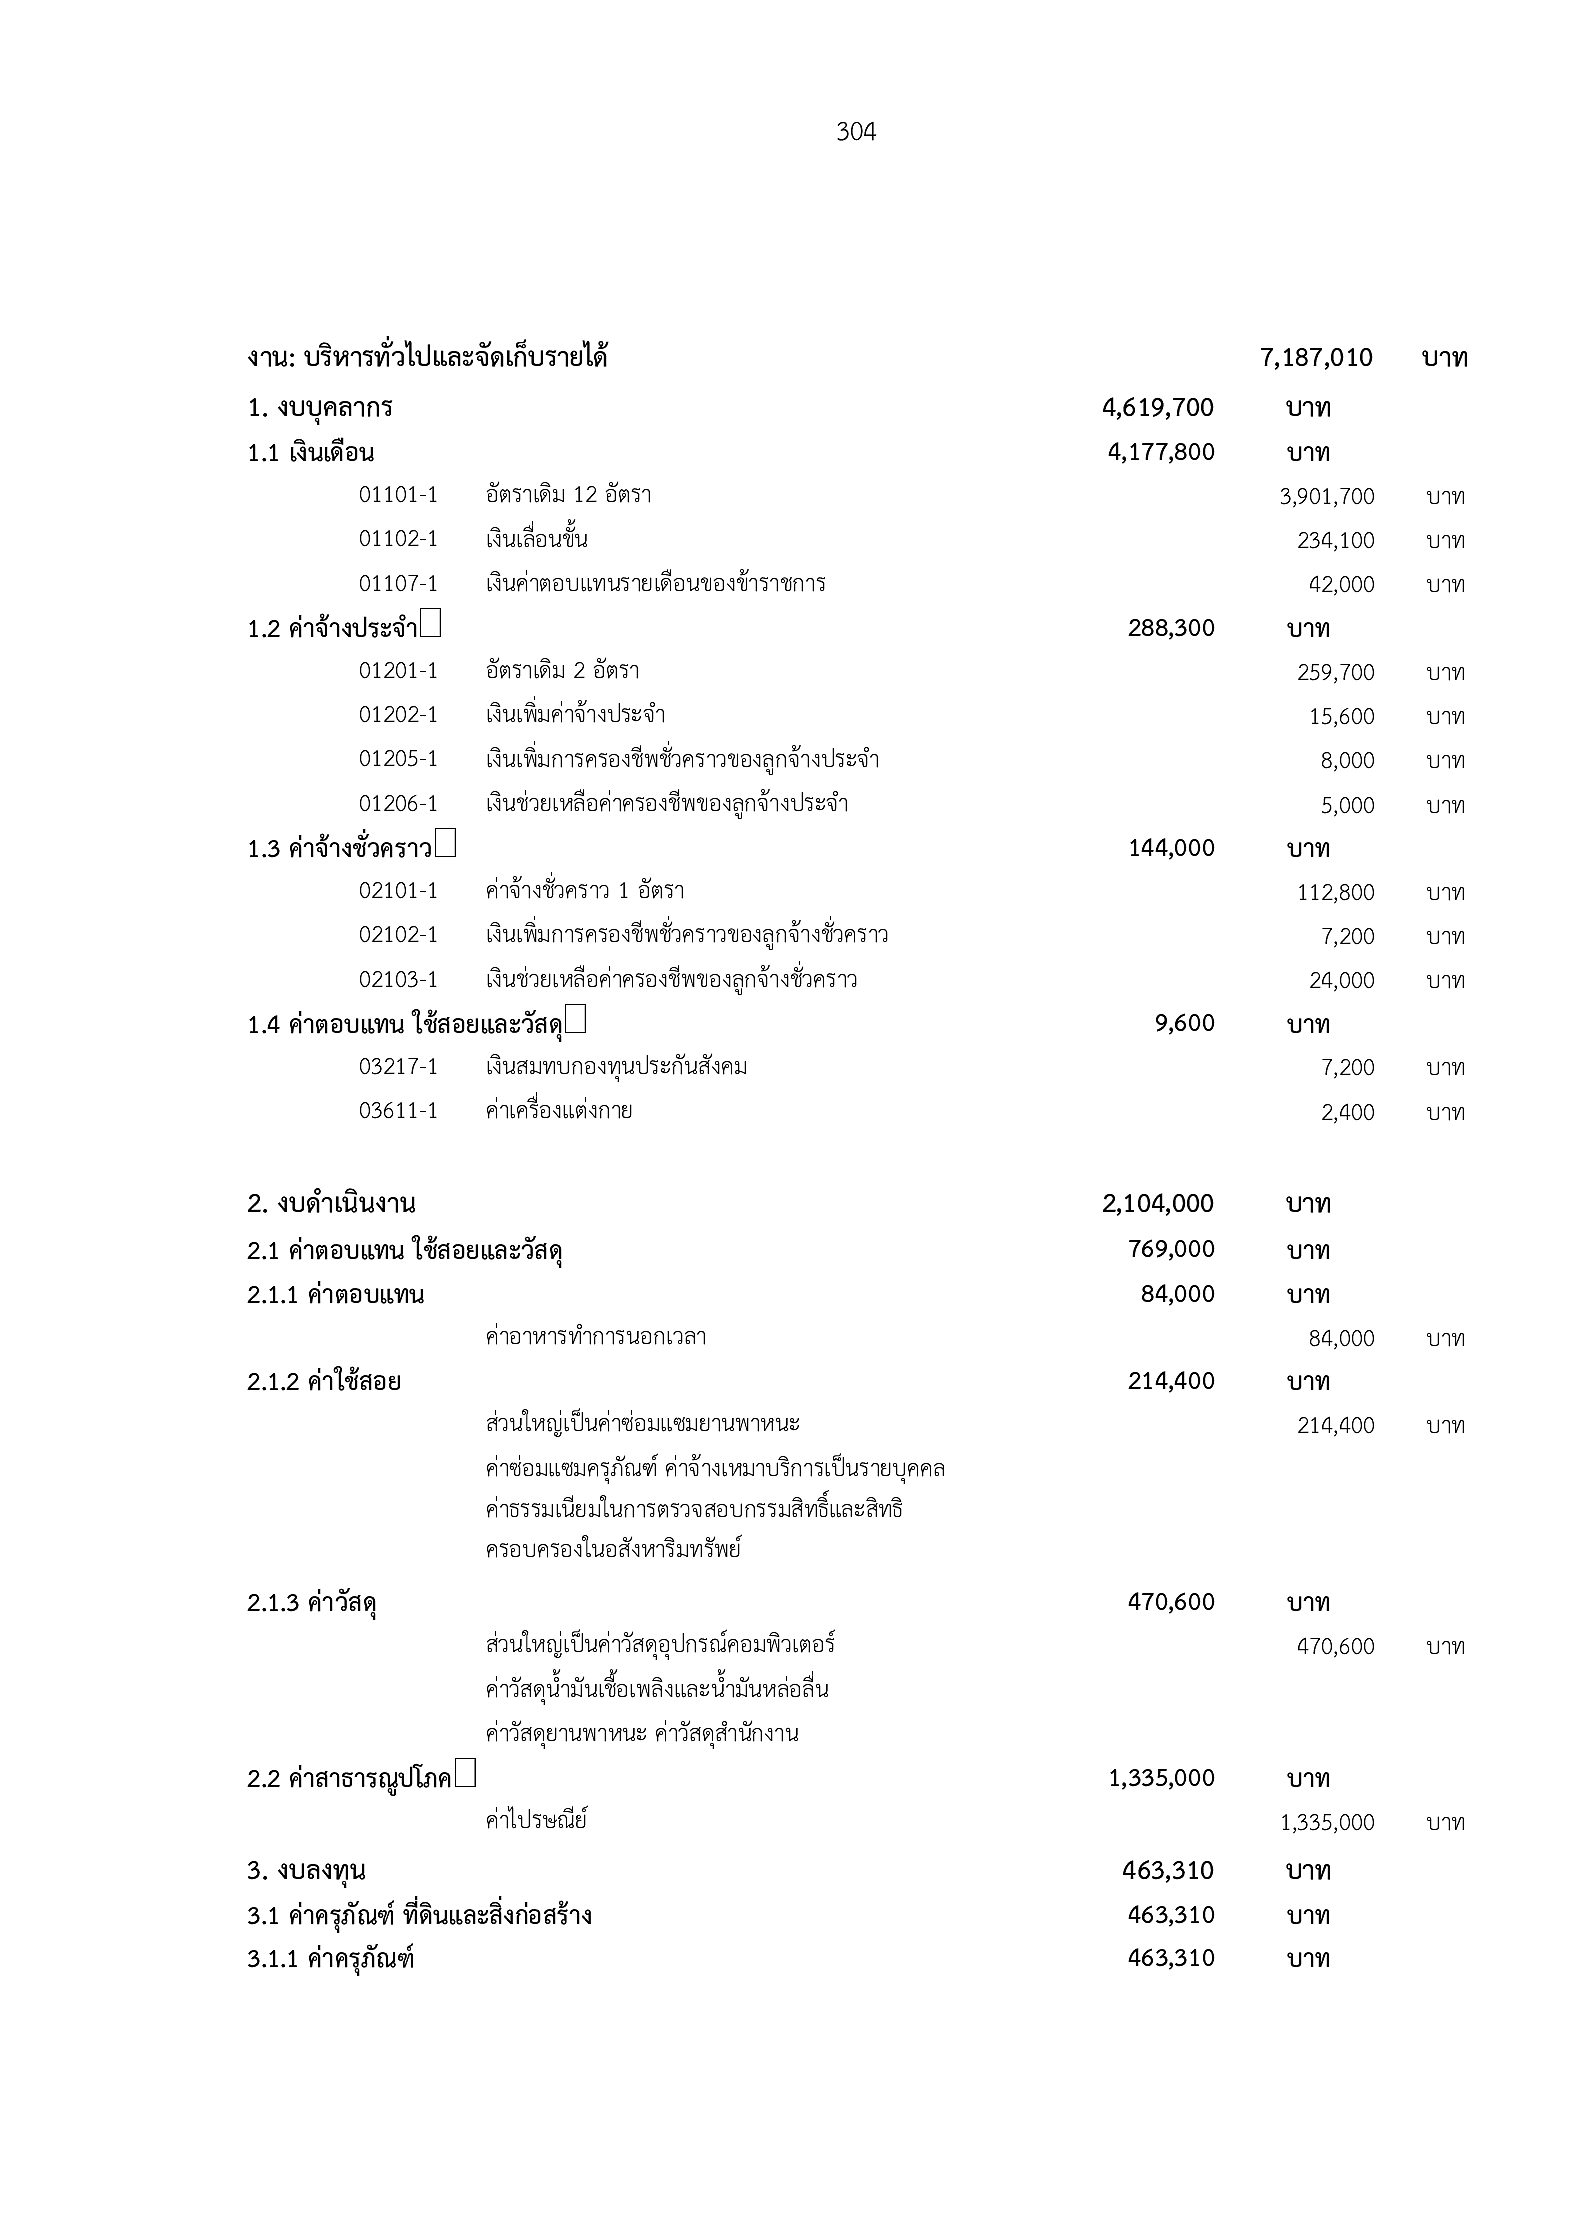 304
งาน: บริหารทั่วไปและจัดเก็บรายได้ 7,187,010 บาท
1. งบบุคลากร 4,619,700 บาท
1.1 เงินเดือน 4,177,800 บาท
01101-1 อัตราเดิม 12 อัตรา 3,901,700 บาท
01102-1 เงินเลื่อนขั้น 234,100 บาท
01107-1 เงินค่าตอบแทนรายเดือนของข้าราชการ 42,000 บาท
1.2 ค่าจ้างประจำ 288,300 บาท
01201-1 อัตราเดิม 2 อัตรา 259,700 บาท
01202-1 เงินเพิ่มค่าจ้างประจำ 15,600 บาท
01205-1 เงินเพิ่มการครองชีพชั่วคราวของลูกจ้างประจำ 8,000 บาท
01206-1 เงินช่วยเหลือค่าครองชีพของลูกจ้างประจำ 5,000 บาท
1.3 ค่าจ้างชั่วคราว 144,000 บาท
02101-1 ค่าจ้างชั่วคราว 1 อัตรา 112,800 บาท
02102-1 เงินเพิ่มการครองชีพชั่วคราวของลูกจ้างชั่วคราว 7,200 บาท
02103-1 เงินช่วยเหลือค่าครองชีพของลูกจ้างชั่วคราว 24,000 บาท
1.4 ค่าตอบแทน ใช้สอยและวัสดุ 9,600 บาท
03217-1 เงินสมทบกองทุนประกันสังคม 7,200 บาท
03611-1 ค่าเครื่องแต่งกาย 2,400 บาท
2. งบดำเนินงาน 2,104,000 บาท
2.1 ค่าตอบแทน ใช้สอยและวัสดุ 769,000 บาท
2.1.1 ค่าตอบแทน 84,000 บาท
ค่าอาหารทำการนอกเวลา 84,000 บาท
2.1.2 ค่าใช้สอย 214,400 บาท
ส่วนใหญ่เป็นค่าซ่อมแซมยานพาหนะ 214,400 บาท
ค่าซ่อมแซมครุภัณฑ์ ค่าจ้างเหมาบริการเป็นรายบุคคล
ค่าธรรมเนียมในการตรวจสอบกรรมสิทธิ์และสิทธิ
ครอบครองในอสังหาริมทรัพย์
2.1.3 ค่าวัสดุ 470,600 บาท
ส่วนใหญ่เป็นค่าวัสดุอุปกรณ์คอมพิวเตอร์ 470,600 บาท
ค่าวัสดุน้ำมันเชื้อเพลิงและน้ำมันหล่อลื่น
ค่าวัสดุยานพาหนะ ค่าวัสดุสำนักงาน
2.2 ค่าสาธารณูปโภค 1,335,000 บาท
ค่าไปรษณีย์ 1,335,000 บาท
3. งบลงทุน 463,310 บาท
3.1 ค่าครุภัณฑ์ ที่ดินและสิ่งก่อสร้าง 463,310 บาท
3.1.1 ค่าครุภัณฑ์ 463,310 บาท